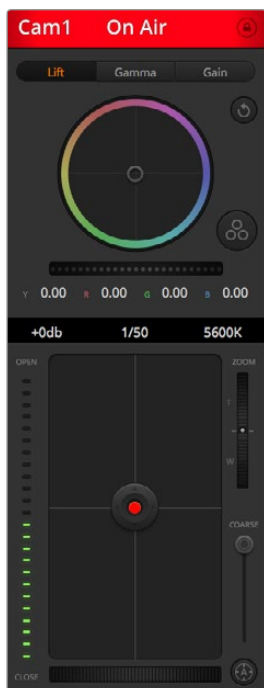 Cam1 On Air
Lift Gamma Gain
Y 0.00 R 0.00 G 0.00 B 0.00
+0db 1/50 5600K
OPEN ZOOM
T
W
COARSE
CLOSE A